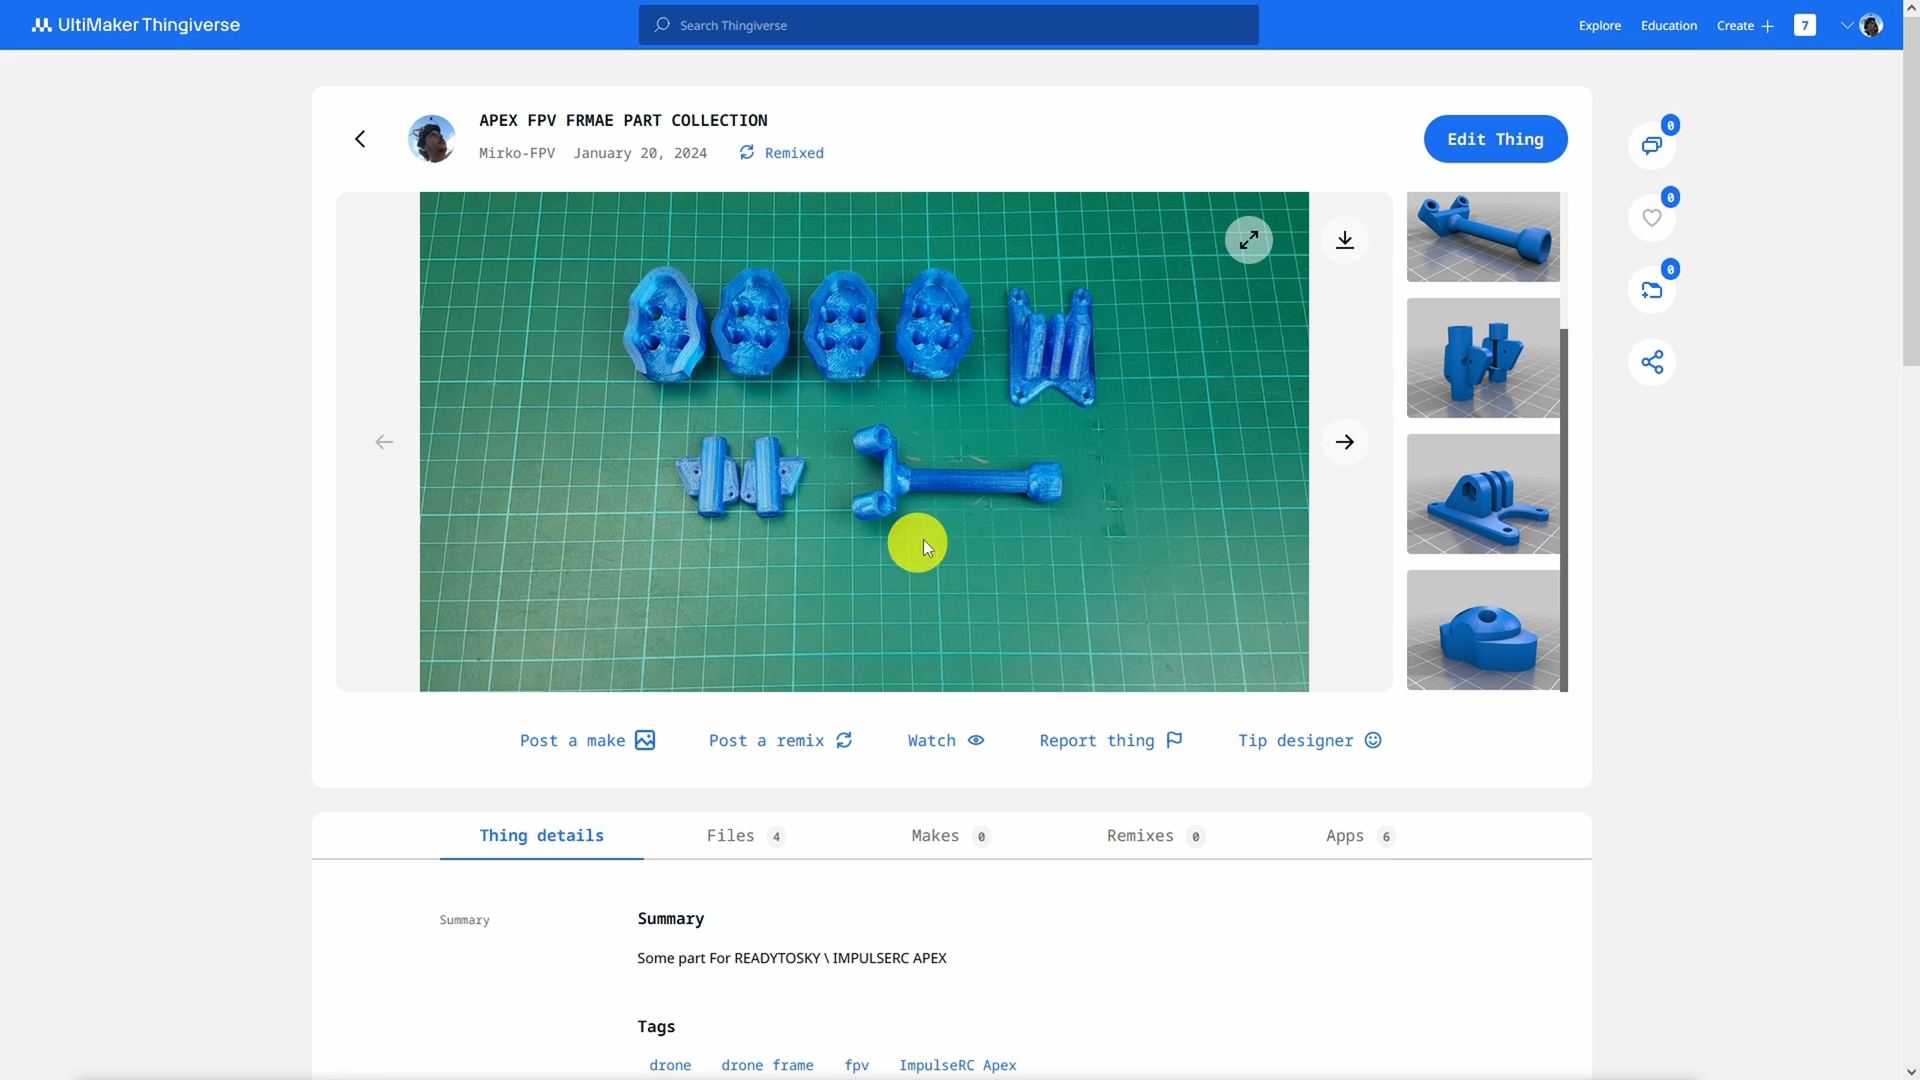 UltiMaker Thingiverse
Search Thingiverse
Explore
Education
Create
7
APEX FPV FRMAE PART COLLECTION
Mirko-FPV January 20, 2024 Remixed
Edit Thing
0
0
0
Post a make
Post a remix
Watch
Report thing
Tip designer
Thing details
Files 4
Makes 0
Remixes 0
Apps 6
Summary
Summary
Some part For READYTOSKY \ IMPULSERC APEX
Tags
drone
drone frame
fpv
ImpulseRC Apex